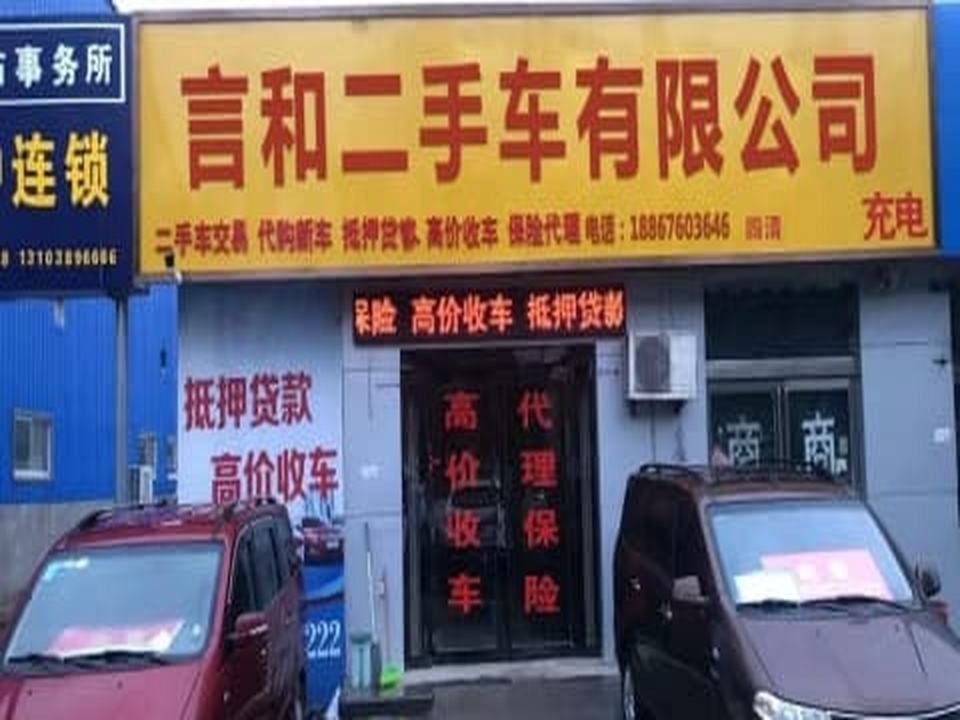 事务所
连锁
13103896006
言和二手车有限公司
二手车交易 代购新车 抵押贷款 高价收车 保险代理 电话：18867603646
充电
保险 高价收车 抵押贷款
抵押贷款
高价收车
高价收车
代理保险
商 商
222